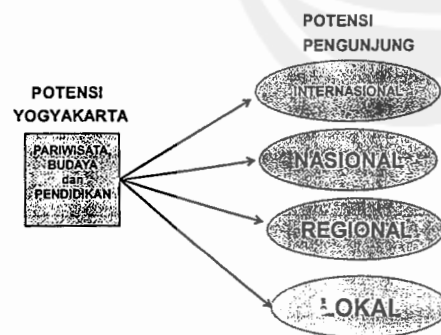 POTENSI
YOGYAKARTA
PARIWISATA,
BUDAYA
dan
PENDIDIKAN
POTENSI
PENGUNJUNG
INTERNASIONAL
NASIONAL
REGIONAL
LOKAL